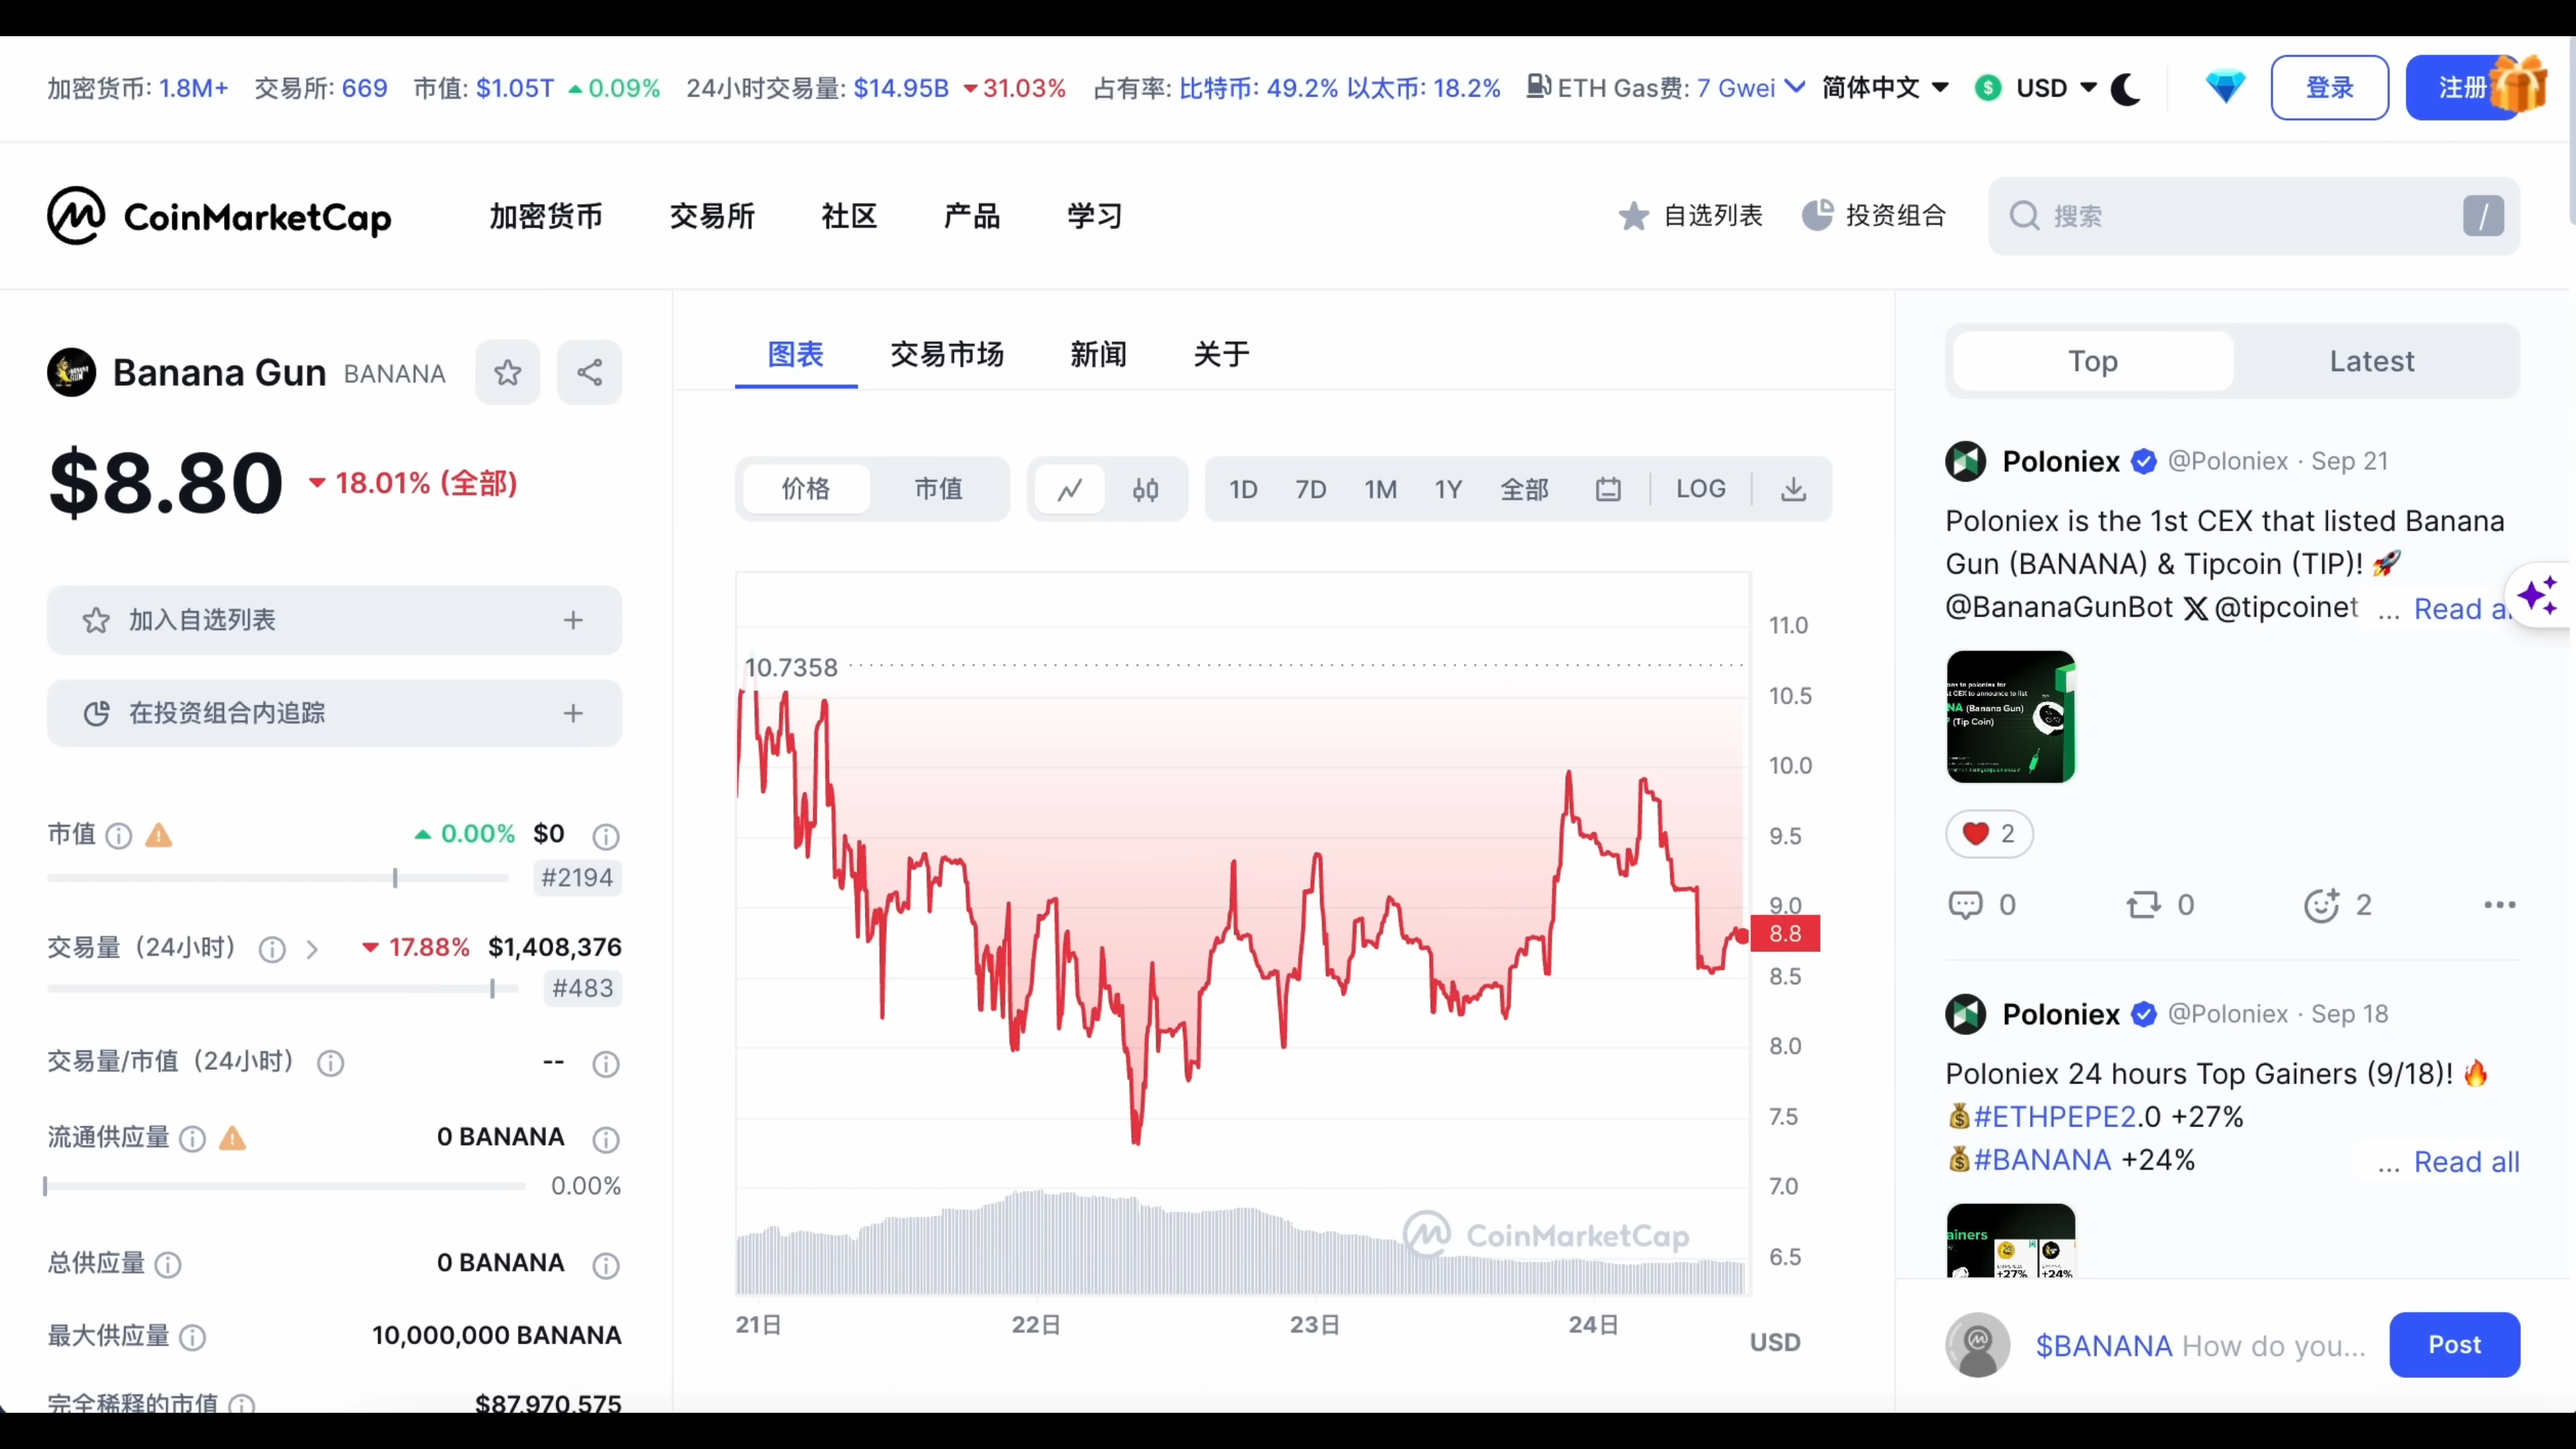 加密货币: 1.8M+ 交易所: 669 市值: $1.05T 0.09% 24小时交易量: $14.95B 31.03% 占有率: 比特币: 49.2% 以太币: 18.2% ETH Gas费: 7 Gwei 简体中文 USD 登录 注册
CoinMarketCap 加密货币 交易所 社区 产品 学习 自选列表 投资组合 搜索 /
Banana Gun BANANA
$8.80 18.01% (全部)
加入自选列表 +
在投资组合内追踪 +
市值 0.00% $0
#2194
交易量（24小时） 17.88% $1,408,376
#483
交易量/市值（24小时） --
流通供应量 0 BANANA
0.00%
总供应量 0 BANANA
最大供应量 10,000,000 BANANA
完全稀释的市值 $87,970,575
图表 交易市场 新闻 关于
价格 市值 1D 7D 1M 1Y 全部 LOG
10.7358
11.0
10.5
10.0
9.5
9.0
8.8
8.5
8.0
7.5
7.0
6.5
CoinMarketCap
21日 22日 23日 24日
USD
Top Latest
Poloniex @Poloniex · Sep 21
Poloniex is the 1st CEX that listed Banana
Gun (BANANA) & Tipcoin (TIP)! 🚀
@BananaGunBot X @tipcoinet ... Read al
NA (Banana Gun)
(Tip Coin)
❤️ 2
0 0 2
Poloniex @Poloniex · Sep 18
Poloniex 24 hours Top Gainers (9/18)! 🔥
💰#ETHPEPE2.0 +27%
💰#BANANA +24% ... Read all
ainers
+27% +24%
$BANANA How do you... Post